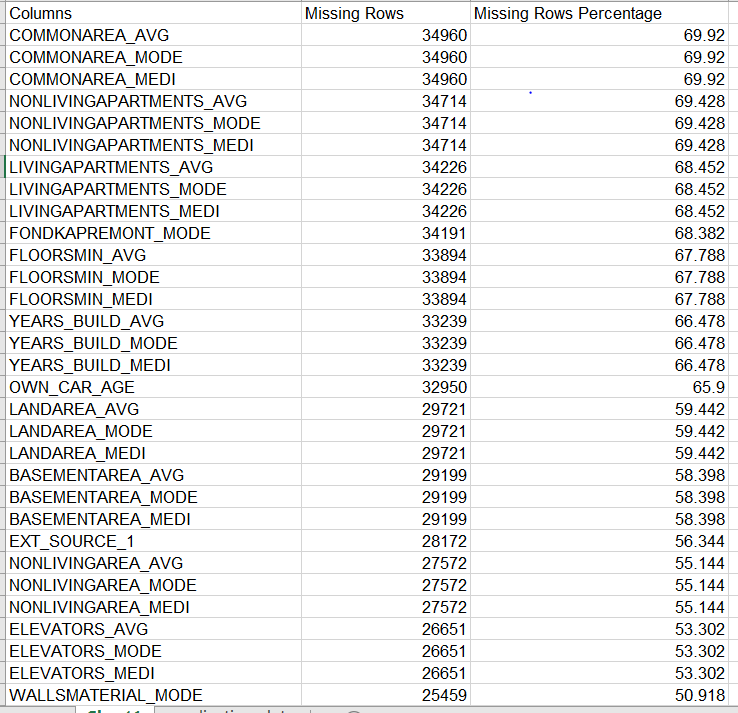 Columns Missing Rows Missing Rows Percentage
COMMONAREA_AVG 34960 69.92
COMMONAREA_MODE 34960 69.92
COMMONAREA_MEDI 34960 69.92
NONLIVINGAPARTMENTS_AVG 34714 69.428
NONLIVINGAPARTMENTS_MODE 34714 69.428
NONLIVINGAPARTMENTS_MEDI 34714 69.428
LIVINGAPARTMENTS_AVG 34226 68.452
LIVINGAPARTMENTS_MODE 34226 68.452
LIVINGAPARTMENTS_MEDI 34226 68.452
FONDKAPREMONT_MODE 34191 68.382
FLOORSMIN_AVG 33894 67.788
FLOORSMIN_MODE 33894 67.788
FLOORSMIN_MEDI 33894 67.788
YEARS_BUILD_AVG 33239 66.478
YEARS_BUILD_MODE 33239 66.478
YEARS_BUILD_MEDI 33239 66.478
OWN_CAR_AGE 32950 65.9
LANDAREA_AVG 29721 59.442
LANDAREA_MODE 29721 59.442
LANDAREA_MEDI 29721 59.442
BASEMENTAREA_AVG 29199 58.398
BASEMENTAREA_MODE 29199 58.398
BASEMENTAREA_MEDI 29199 58.398
EXT_SOURCE_1 28172 56.344
NONLIVINGAREA_AVG 27572 55.144
NONLIVINGAREA_MODE 27572 55.144
NONLIVINGAREA_MEDI 27572 55.144
ELEVATORS_AVG 26651 53.302
ELEVATORS_MODE 26651 53.302
ELEVATORS_MEDI 26651 53.302
WALLSMATERIAL_MODE 25459 50.918